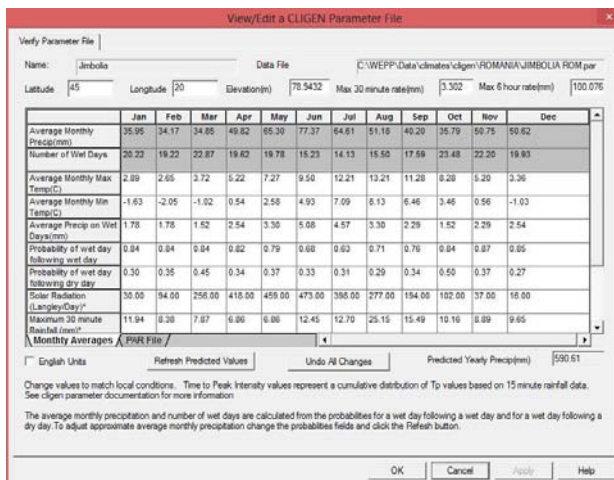 View/Edit a CLIGEN Parameter File
x
Verify Parameter File
Name: Jimbolia Data File C:\WEPP\Data\climates\cligen\ROMANIA\JIMBOLIA ROM.par
Latitude 45 Longitude 20 Elevation(m) 78.5432 Max 30 minute rate(mm) 3.302 Max 6 hour rate(mm) 100.076
Jan Feb Mar Apr May Jun Jul Aug Sep Oct Nov Dec
Average Monthly Precip(mm) 35.95 34.17 34.85 49.82 65.30 77.37 64.61 51.18 40.20 35.79 50.75 50.62
Number of Wet Days 20.22 19.22 22.87 19.62 19.78 15.23 14.13 15.50 17.59 23.48 22.20 19.93
Average Monthly Max Temp(C) 2.89 2.65 3.72 5.22 7.27 9.50 12.21 13.21 11.28 8.28 5.20 3.36
Average Monthly Min Temp(C) -1.63 -2.05 -1.02 0.54 2.58 4.93 7.09 8.13 6.46 3.46 0.56 -1.03
Average Precip on Wet Days(mm) 1.78 1.78 1.52 2.54 3.30 5.08 4.57 3.30 2.29 1.52 2.29 2.54
Probability of wet day following wet day 0.84 0.84 0.84 0.82 0.79 0.68 0.63 0.71 0.76 0.84 0.87 0.85
Probability of wet day following dry day 0.30 0.35 0.45 0.34 0.37 0.33 0.31 0.29 0.34 0.50 0.37 0.27
Solar Radiation (Langley/Day)* 30.00 94.00 256.00 418.00 459.00 473.00 398.00 277.00 194.00 102.00 37.00 16.00
Maximum 30 minute Rainfall (mm)* 11.94 8.38 7.87 6.86 6.86 12.45 12.70 25.15 15.49 10.16 8.89 9.65
Monthly Averages PAR File
English Units Refresh Predicted Values Undo All Changes Predicted Yearly Precip(mm) 590.61
Change values to match local conditions. Time to Peak Intensity values represent a cumulative distribution of Tp values based on 15 minute rainfall data.
See cligen parameter documentation for more information
The average monthly precipitation and number of wet days are calculated from the probabilities for a wet day following a wet day and for a wet day following a
dry day.To adjust approximate average monthly precipitation change the probablities fields and click the Refesh button.
OK Cancel Apply Help